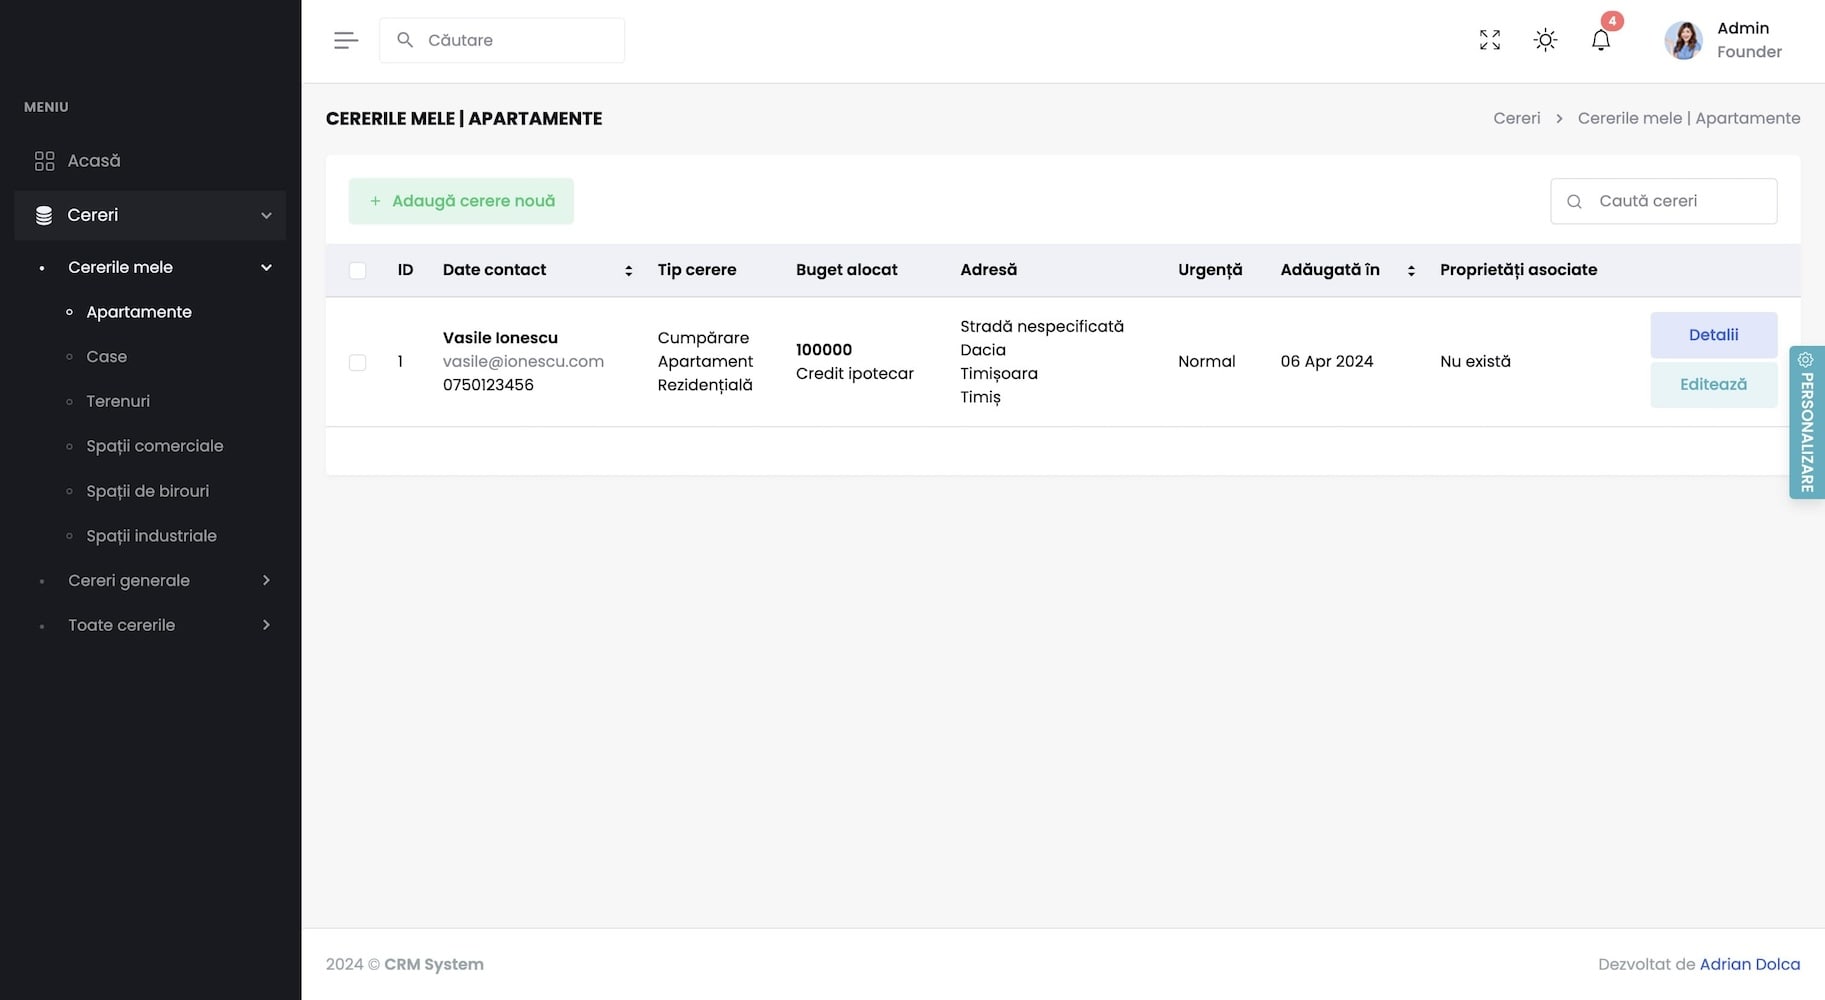 Căutare
4
Admin
Founder
MENIU
Acasă
Cereri
Cererile mele
Apartamente
Case
Terenuri
Spații comerciale
Spații de birouri
Spații industriale
Cereri generale
Toate cererile
CERERILE MELE | APARTAMENTE
Cereri > Cererile mele | Apartamente
+ Adaugă cerere nouă
Caută cereri
ID Date contact Tip cerere Buget alocat Adresă Urgență Adăugată în Proprietăți asociate
1
Vasile Ionescu
vasile@ionescu.com
0750123456
Cumpărare
Apartament
Rezidențială
100000
Credit ipotecar
Stradă nespecificată
Dacia
Timișoara
Timiș
Normal
06 Apr 2024
Nu există
Detalii
Editează
PERSONALIZARE
2024 © CRM System
Dezvoltat de Adrian Dolca